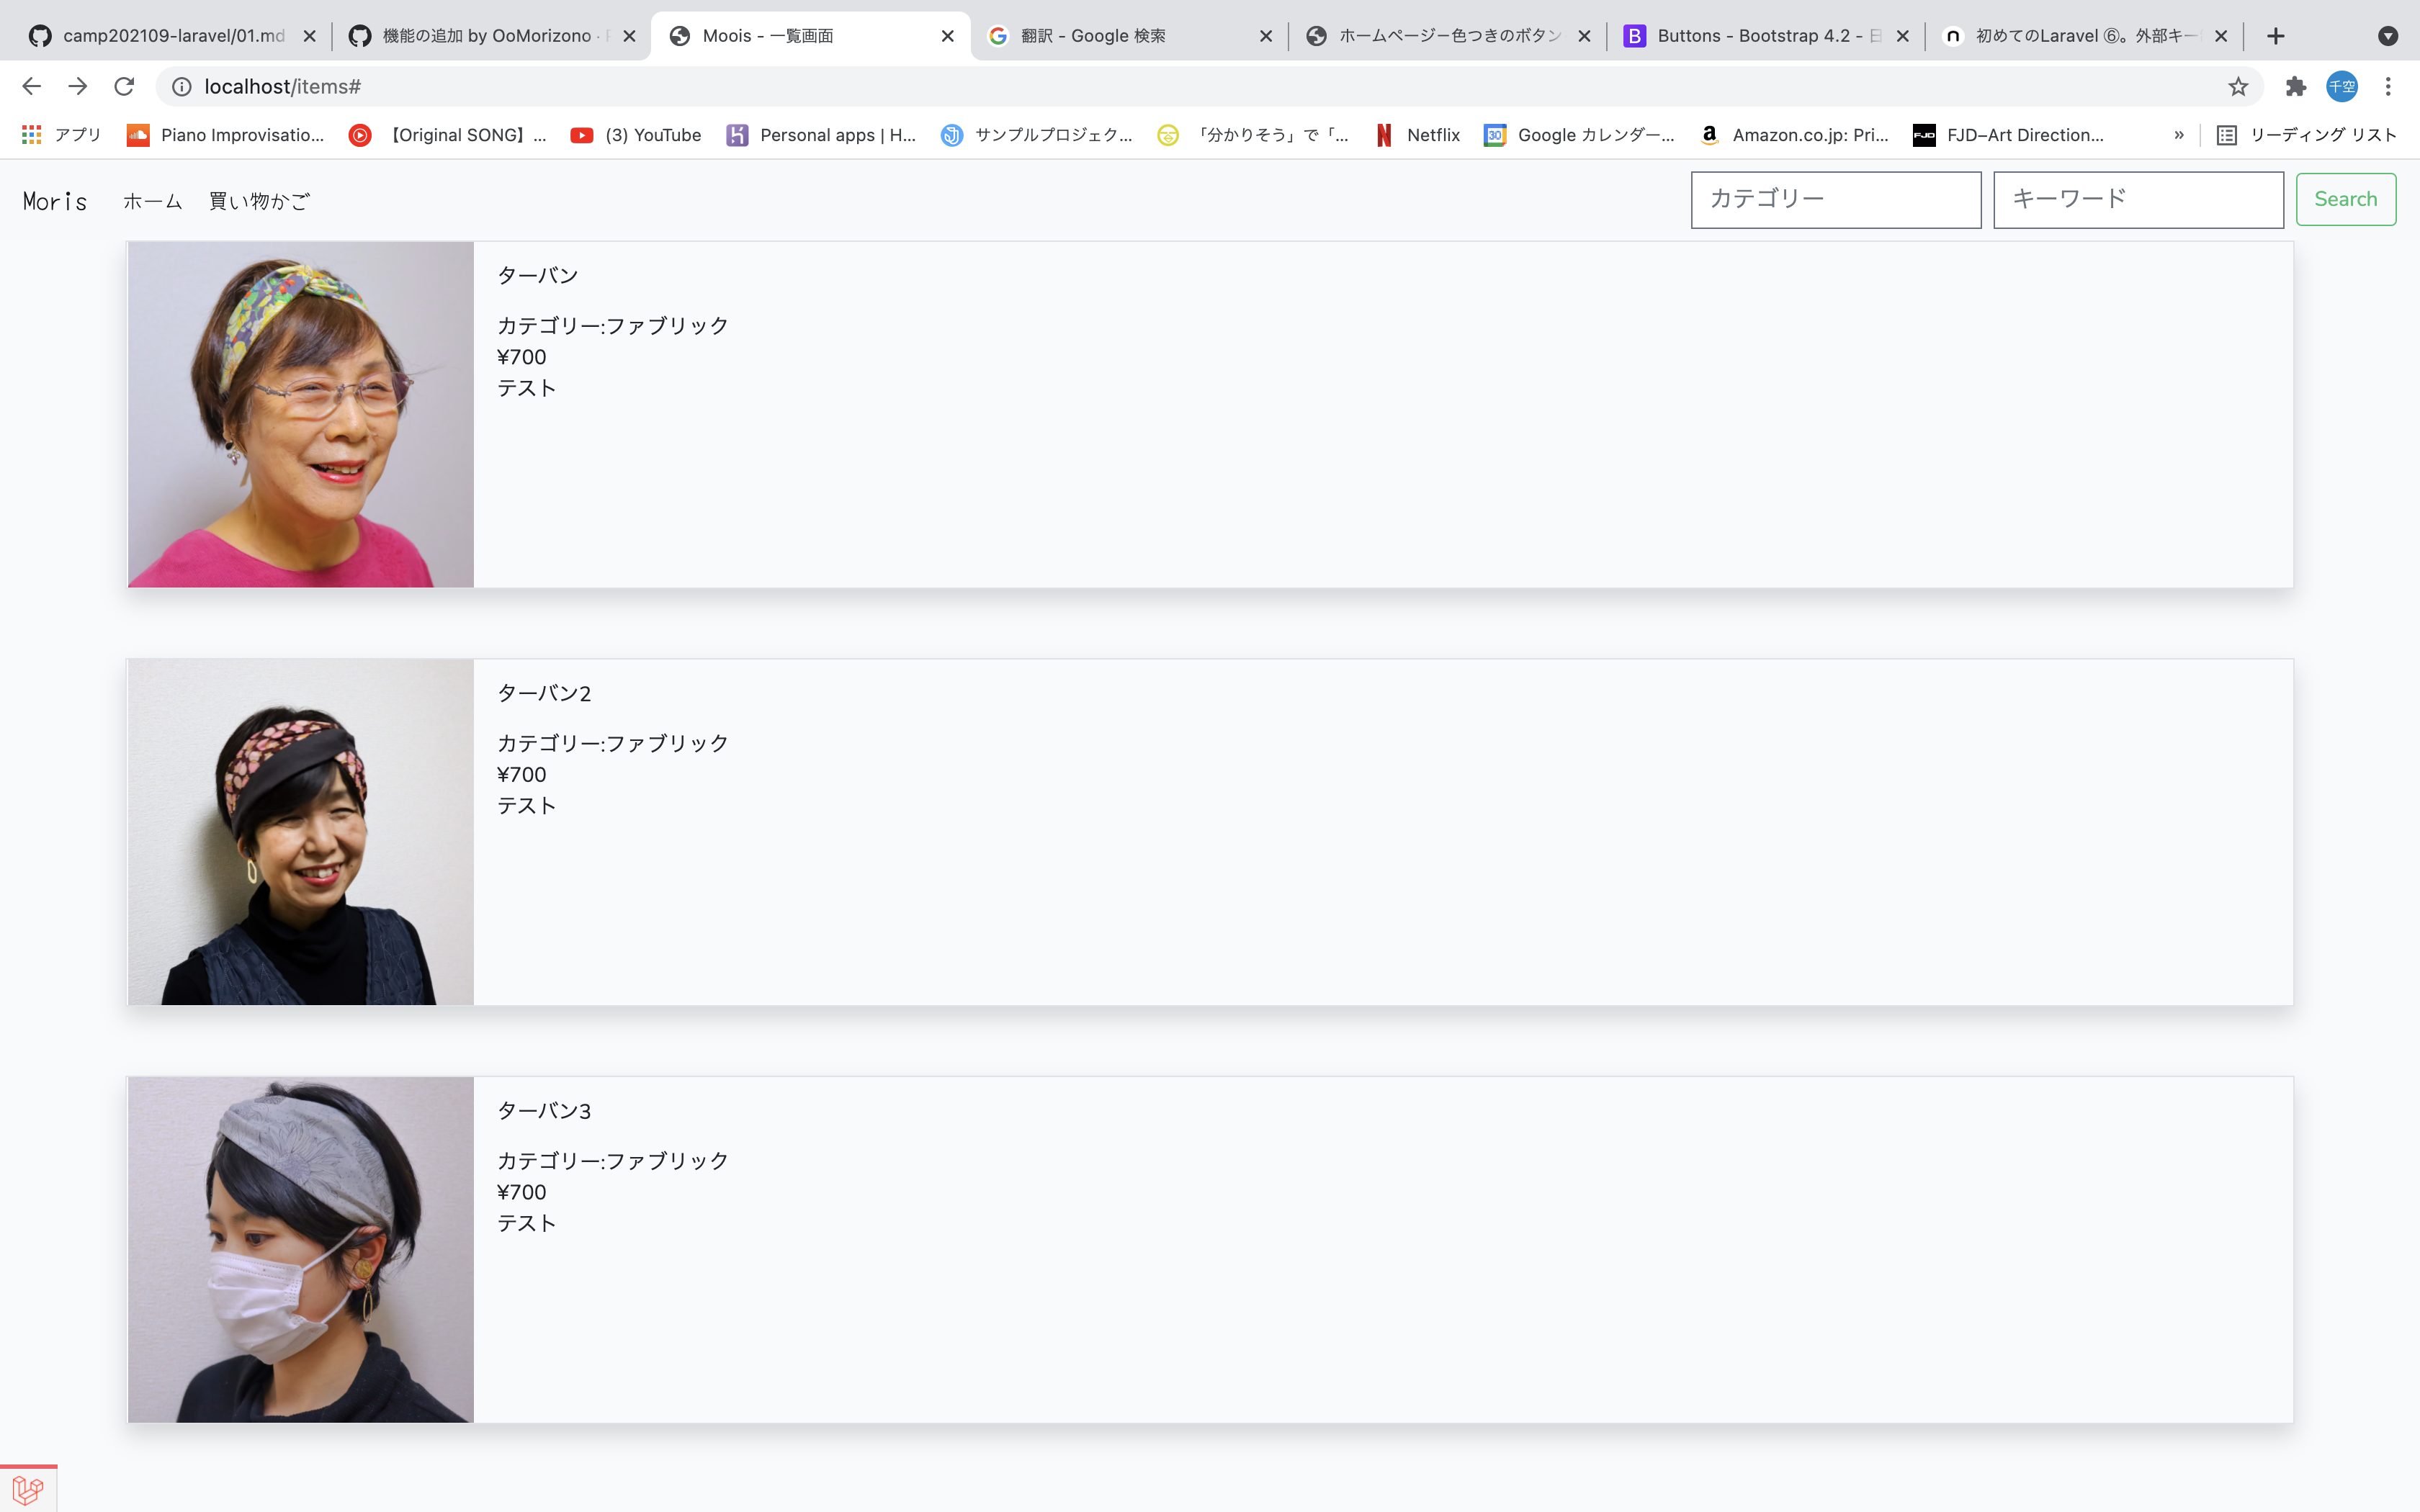 camp202109-laravel/01.md
機能の追加 by OoMorizono ·
Moois - 一覧画面
翻訳 - Google 検索
ホームページー色つきのボタン
Buttons - Bootstrap 4.2 - 日
初めてのLaravel ⑥。外部キー
localhost/items#
千空
アプリ
Piano Improvisatio...
【Original SONG】...
(3) YouTube
Personal apps | H...
サンプルプロジェク...
「分かりそう」で「...
Netflix
30
Google カレンダー...
Amazon.co.jp: Pri...
FJD
FJD–Art Direction...
»
リーディング リスト
Moris
ホーム
買い物かご
カテゴリー
キーワード
Search
ターバン
カテゴリー:ファブリック
¥700
テスト
ターバン2
カテゴリー:ファブリック
¥700
テスト
ターバン3
カテゴリー:ファブリック
¥700
テスト